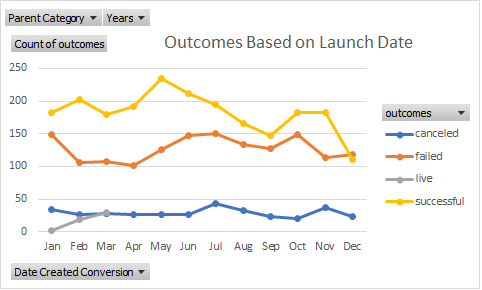 Parent Category Years
Count of outcomes
Outcomes Based on Launch Date
250
200
150
100
50
0
Jan Feb Mar Apr May Jun Jul Aug Sep Oct Nov Dec
outcomes
canceled
failed
live
successful
Date Created Conversion